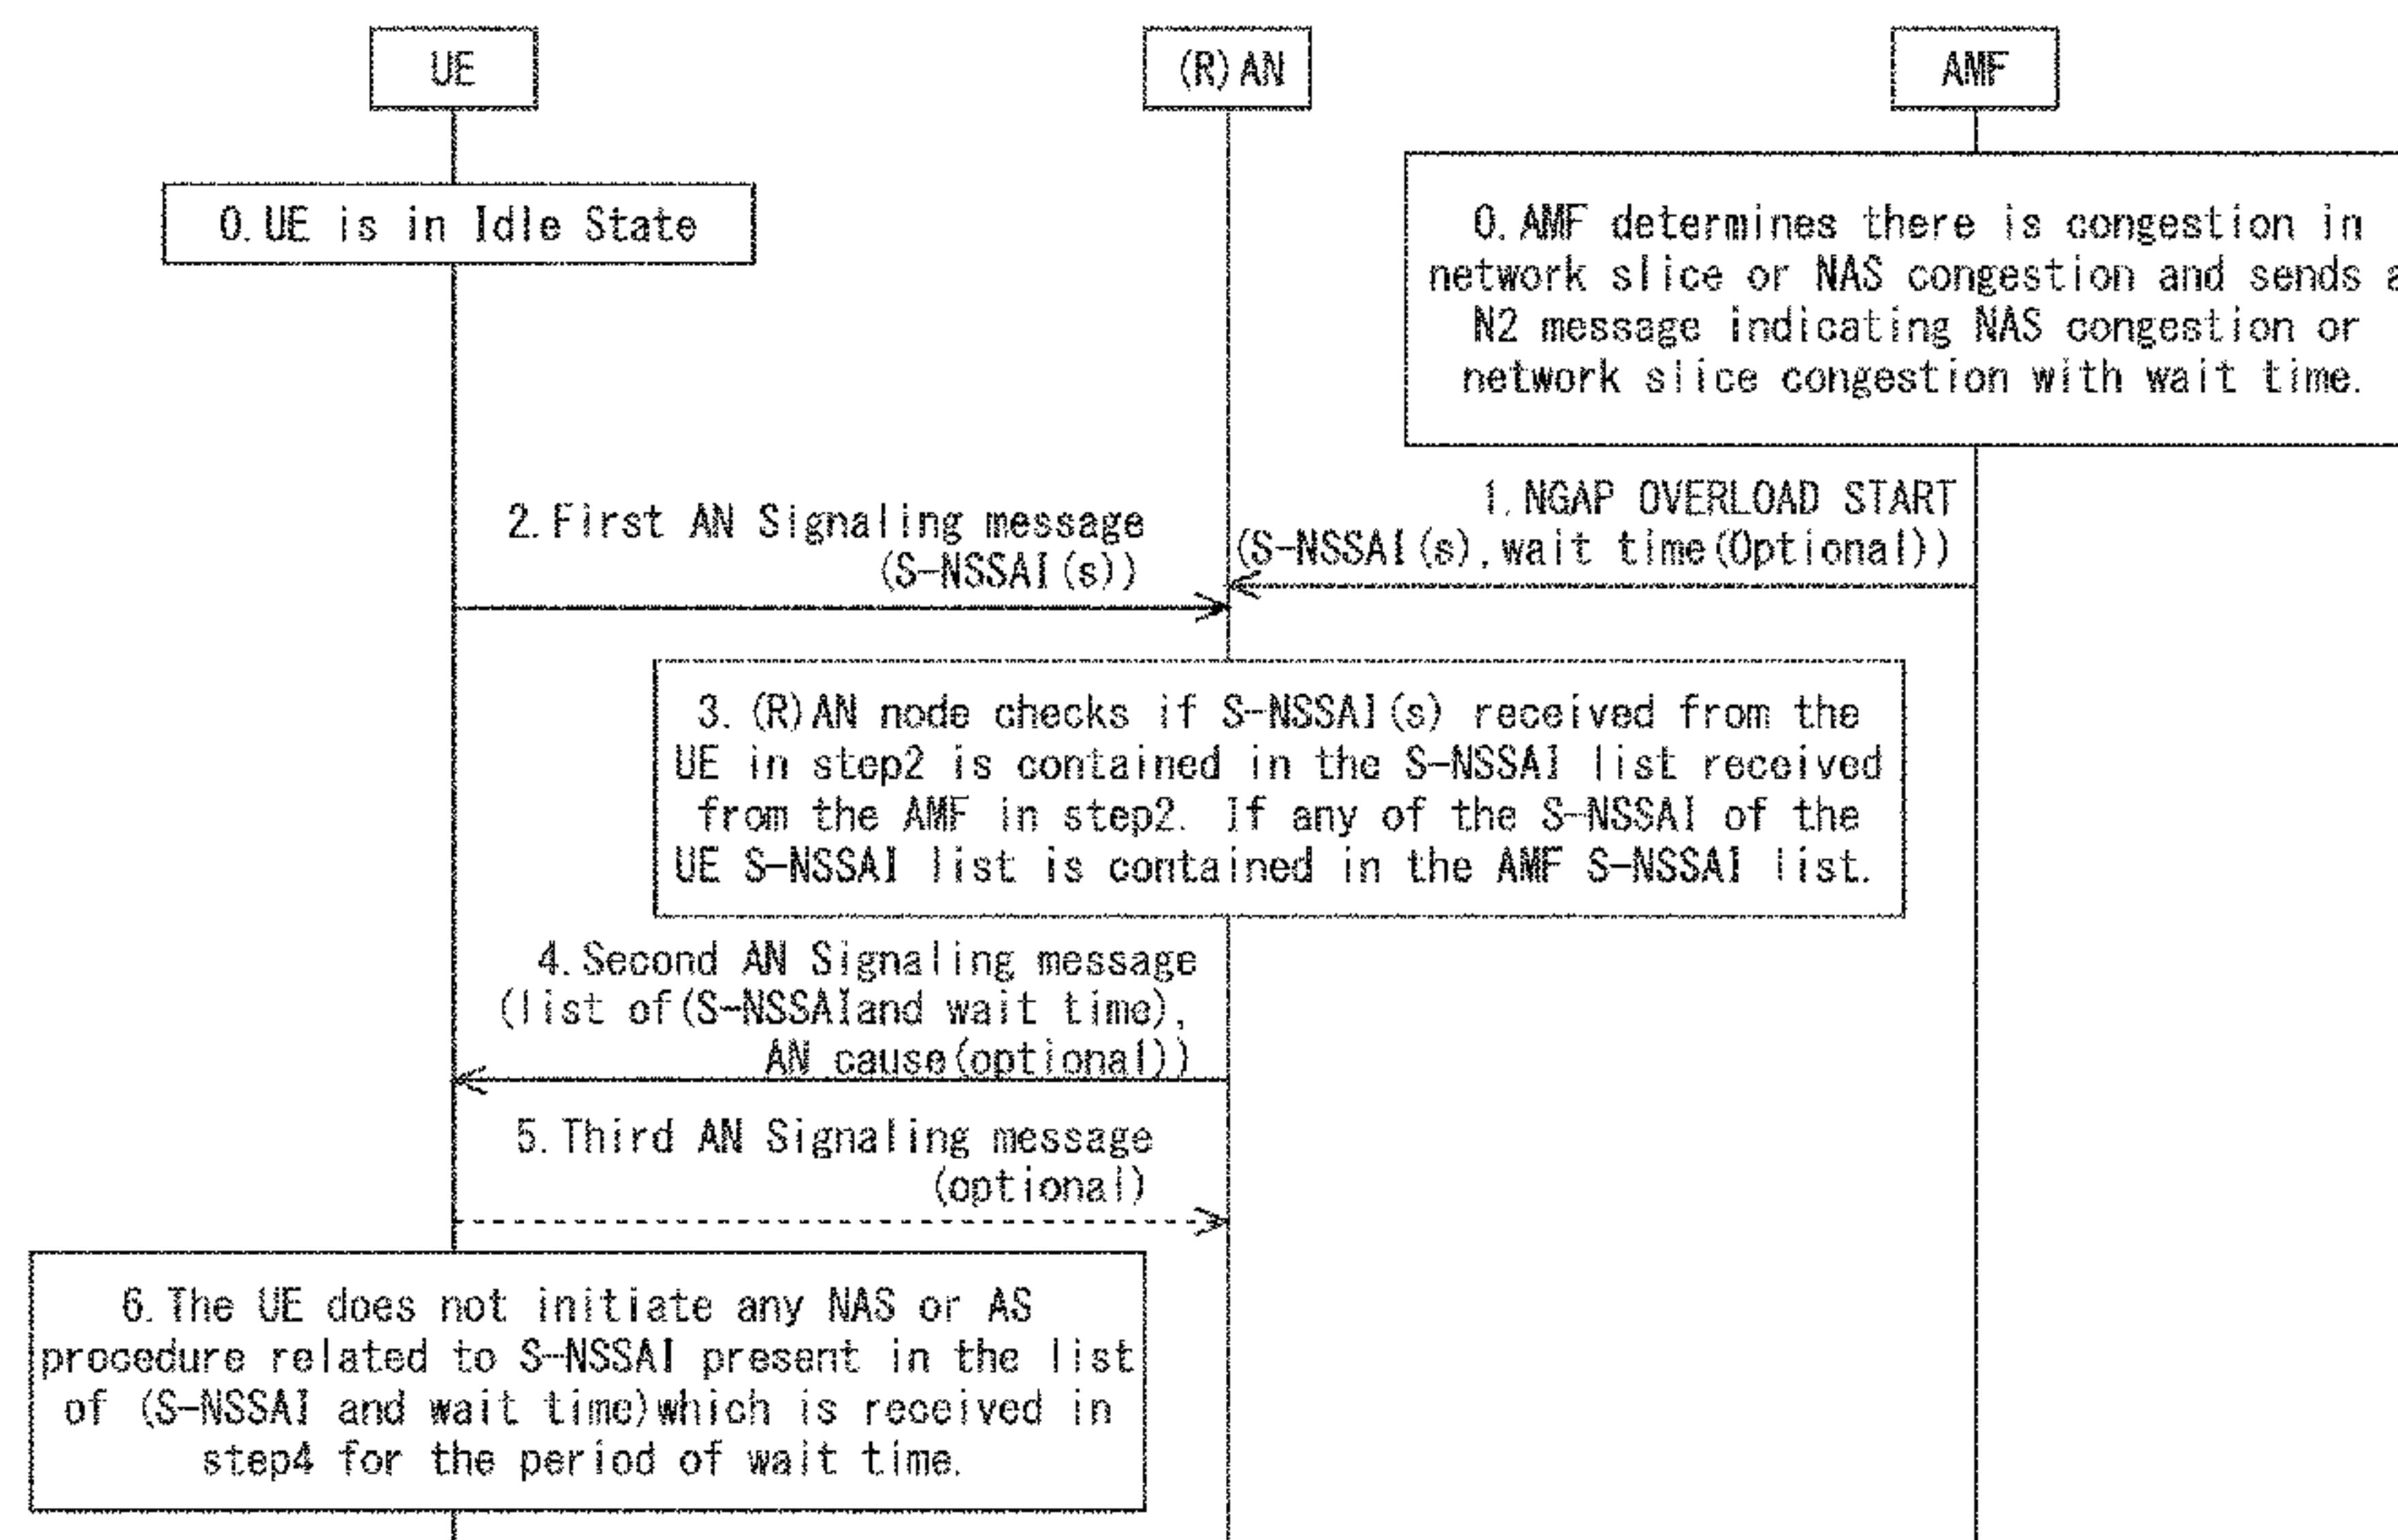 UE
(R)AN
AMF
0.UE is in Idle State
0.AMF determines there is congestion in
network slice or NAS congestion and sends a
N2 message indicating NAS congestion or
network slice congestion with wait time.
1.NGAP OVERLOAD START
(S-NSSAI(s),wait time(Optional))
2.First AN Signaling message
(S-NSSAI(s))
3.(R)AN node checks if S-NSSAI(s) received from the
UE in step2 is contained in the S-NSSAI list received
from the AMF in step2. If any of the S-NSSAI of the
UE S-NSSAI list is contained in the AMF S-NSSAI list.
4.Second AN Signaling message
(list of(S-NSSAIand wait time),
AN cause(optional))
5.Third AN Signaling message
(optional)
6.The UE does not initiate any NAS or AS
procedure related to S-NSSAI present in the list
of (S-NSSAI and wait time)which is received in
step4 for the period of wait time.